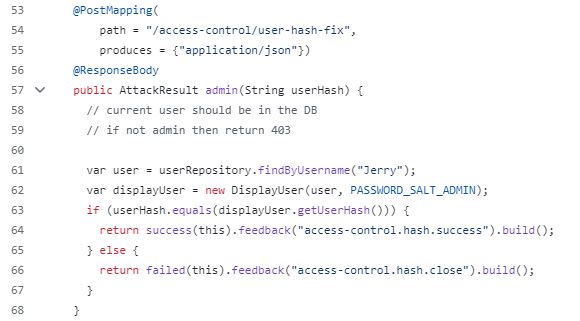 53 @PostMapping(
54 path = "/access-control/user-hash-fix",
55 produces = {"application/json"})
56 @ResponseBody
57 public AttackResult admin(String userHash) {
58 // current user should be in the DB
59 // if not admin then return 403
60
61 var user = userRepository.findByUsername("Jerry");
62 var displayUser = new DisplayUser(user, PASSWORD_SALT_ADMIN);
63 if (userHash.equals(displayUser.getUserHash())) {
64 return success(this).feedback("access-control.hash.success").build();
65 } else {
66 return failed(this).feedback("access-control.hash.close").build();
67 }
68 }